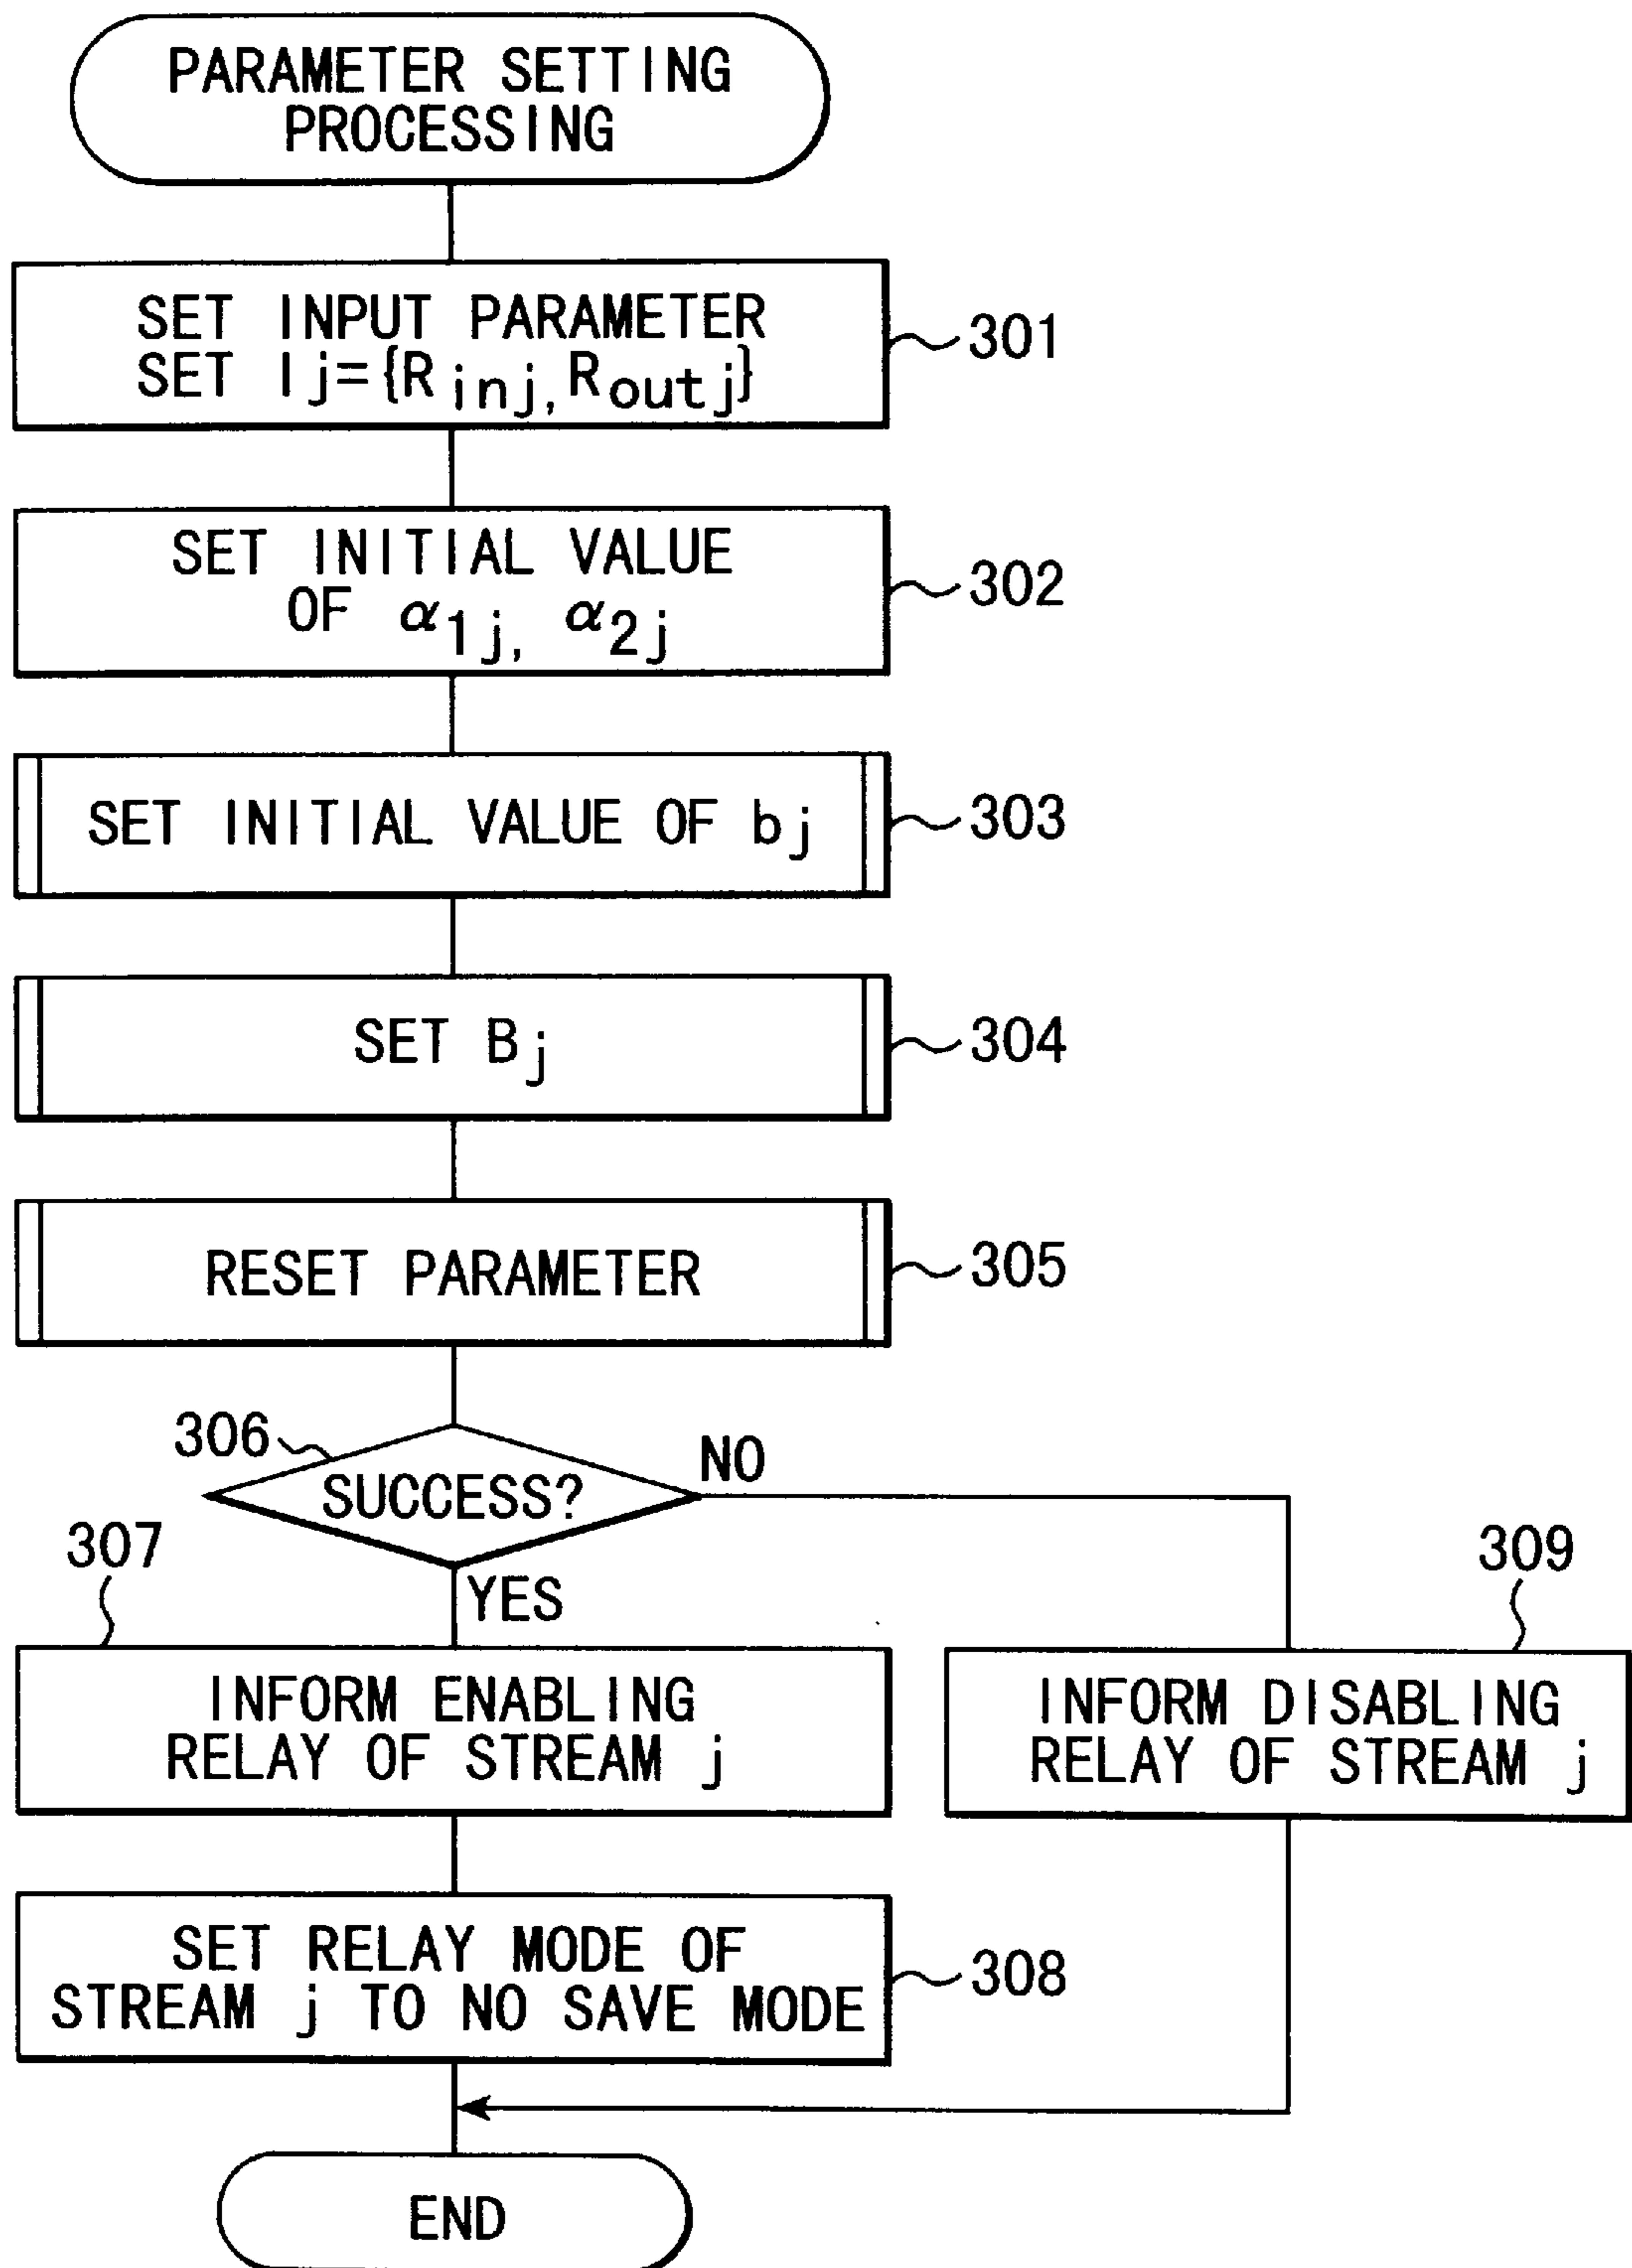 PARAMETER SETTING
PROCESSING
SET INPUT PARAMETER
SET Ij={Rinj, Routj}
301
SET INITIAL VALUE
OF α1j, α2j
302
SET INITIAL VALUE OF bj
303
SET Bj
304
RESET PARAMETER
305
306
SUCCESS?
NO
YES
307
INFORM ENABLING
RELAY OF STREAM j
309
INFORM DISABLING
RELAY OF STREAM j
SET RELAY MODE OF
STREAM j TO NO SAVE MODE
308
END